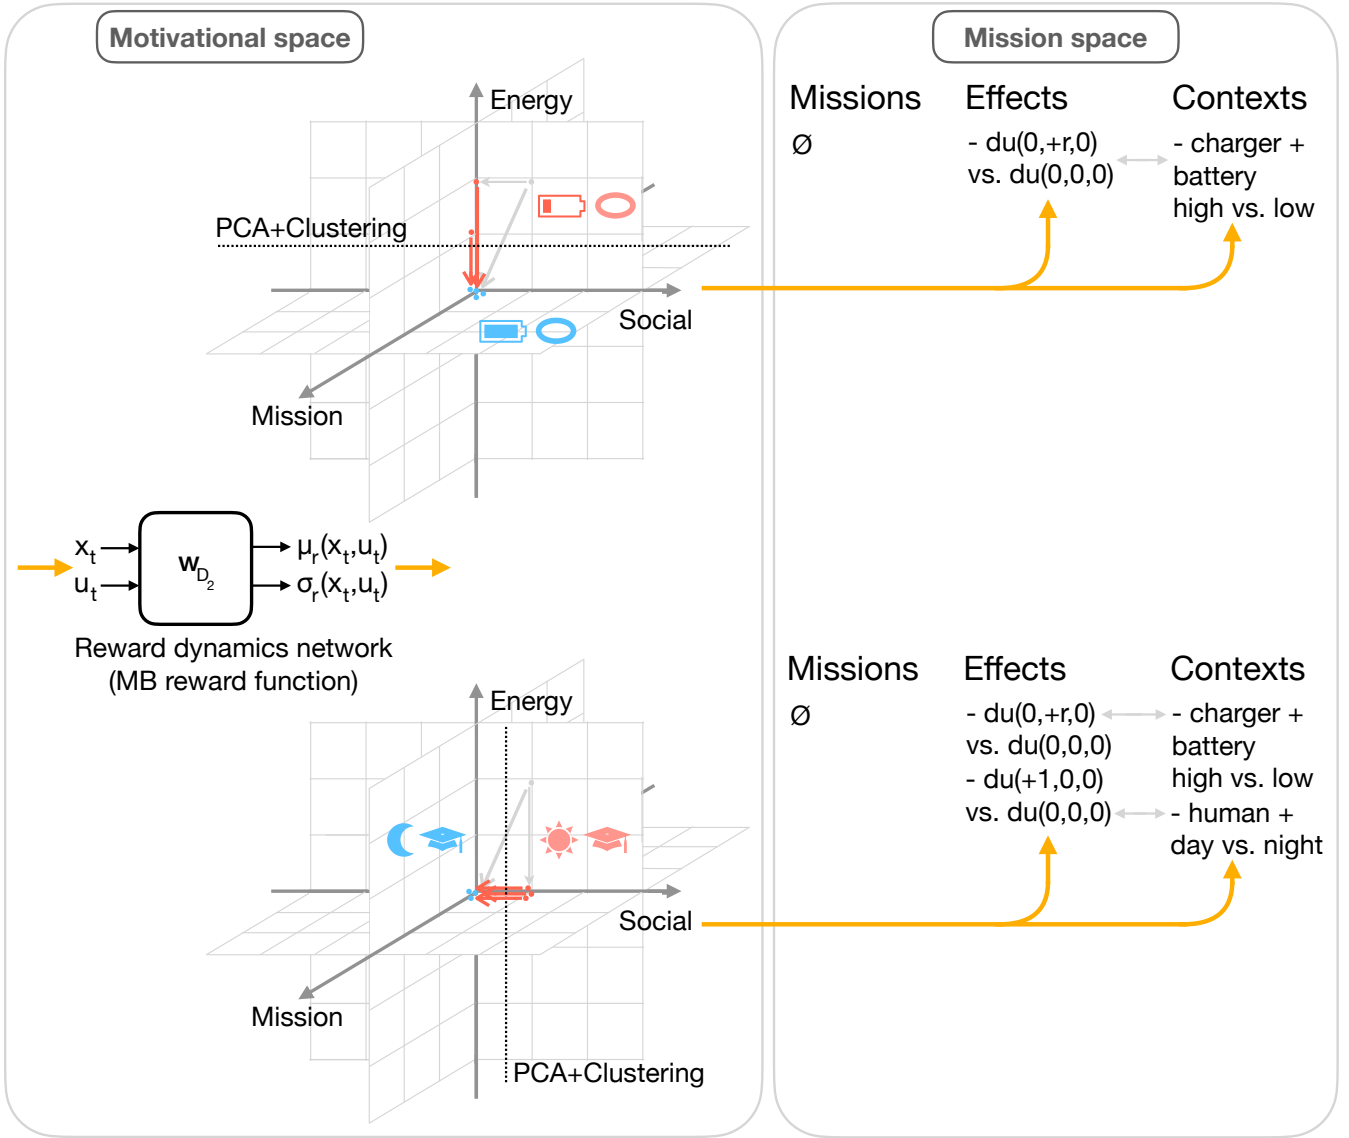 Motivational space
Energy
PCA+Clustering
Social
Mission
x_t
u_t
w_D_2
μ_r(x_t,u_t)
σ_r(x_t,u_t)
Reward dynamics network
(MB reward function)
Energy
Social
Mission
PCA+Clustering
Mission space
Missions Effects Contexts
Ø
- du(0,+r,0)
vs. du(0,0,0)
- charger +
battery
high vs. low
Missions Effects Contexts
Ø
- du(0,+r,0)
vs. du(0,0,0)
- du(+1,0,0)
vs. du(0,0,0)
- charger +
battery
high vs. low
- human +
day vs. night